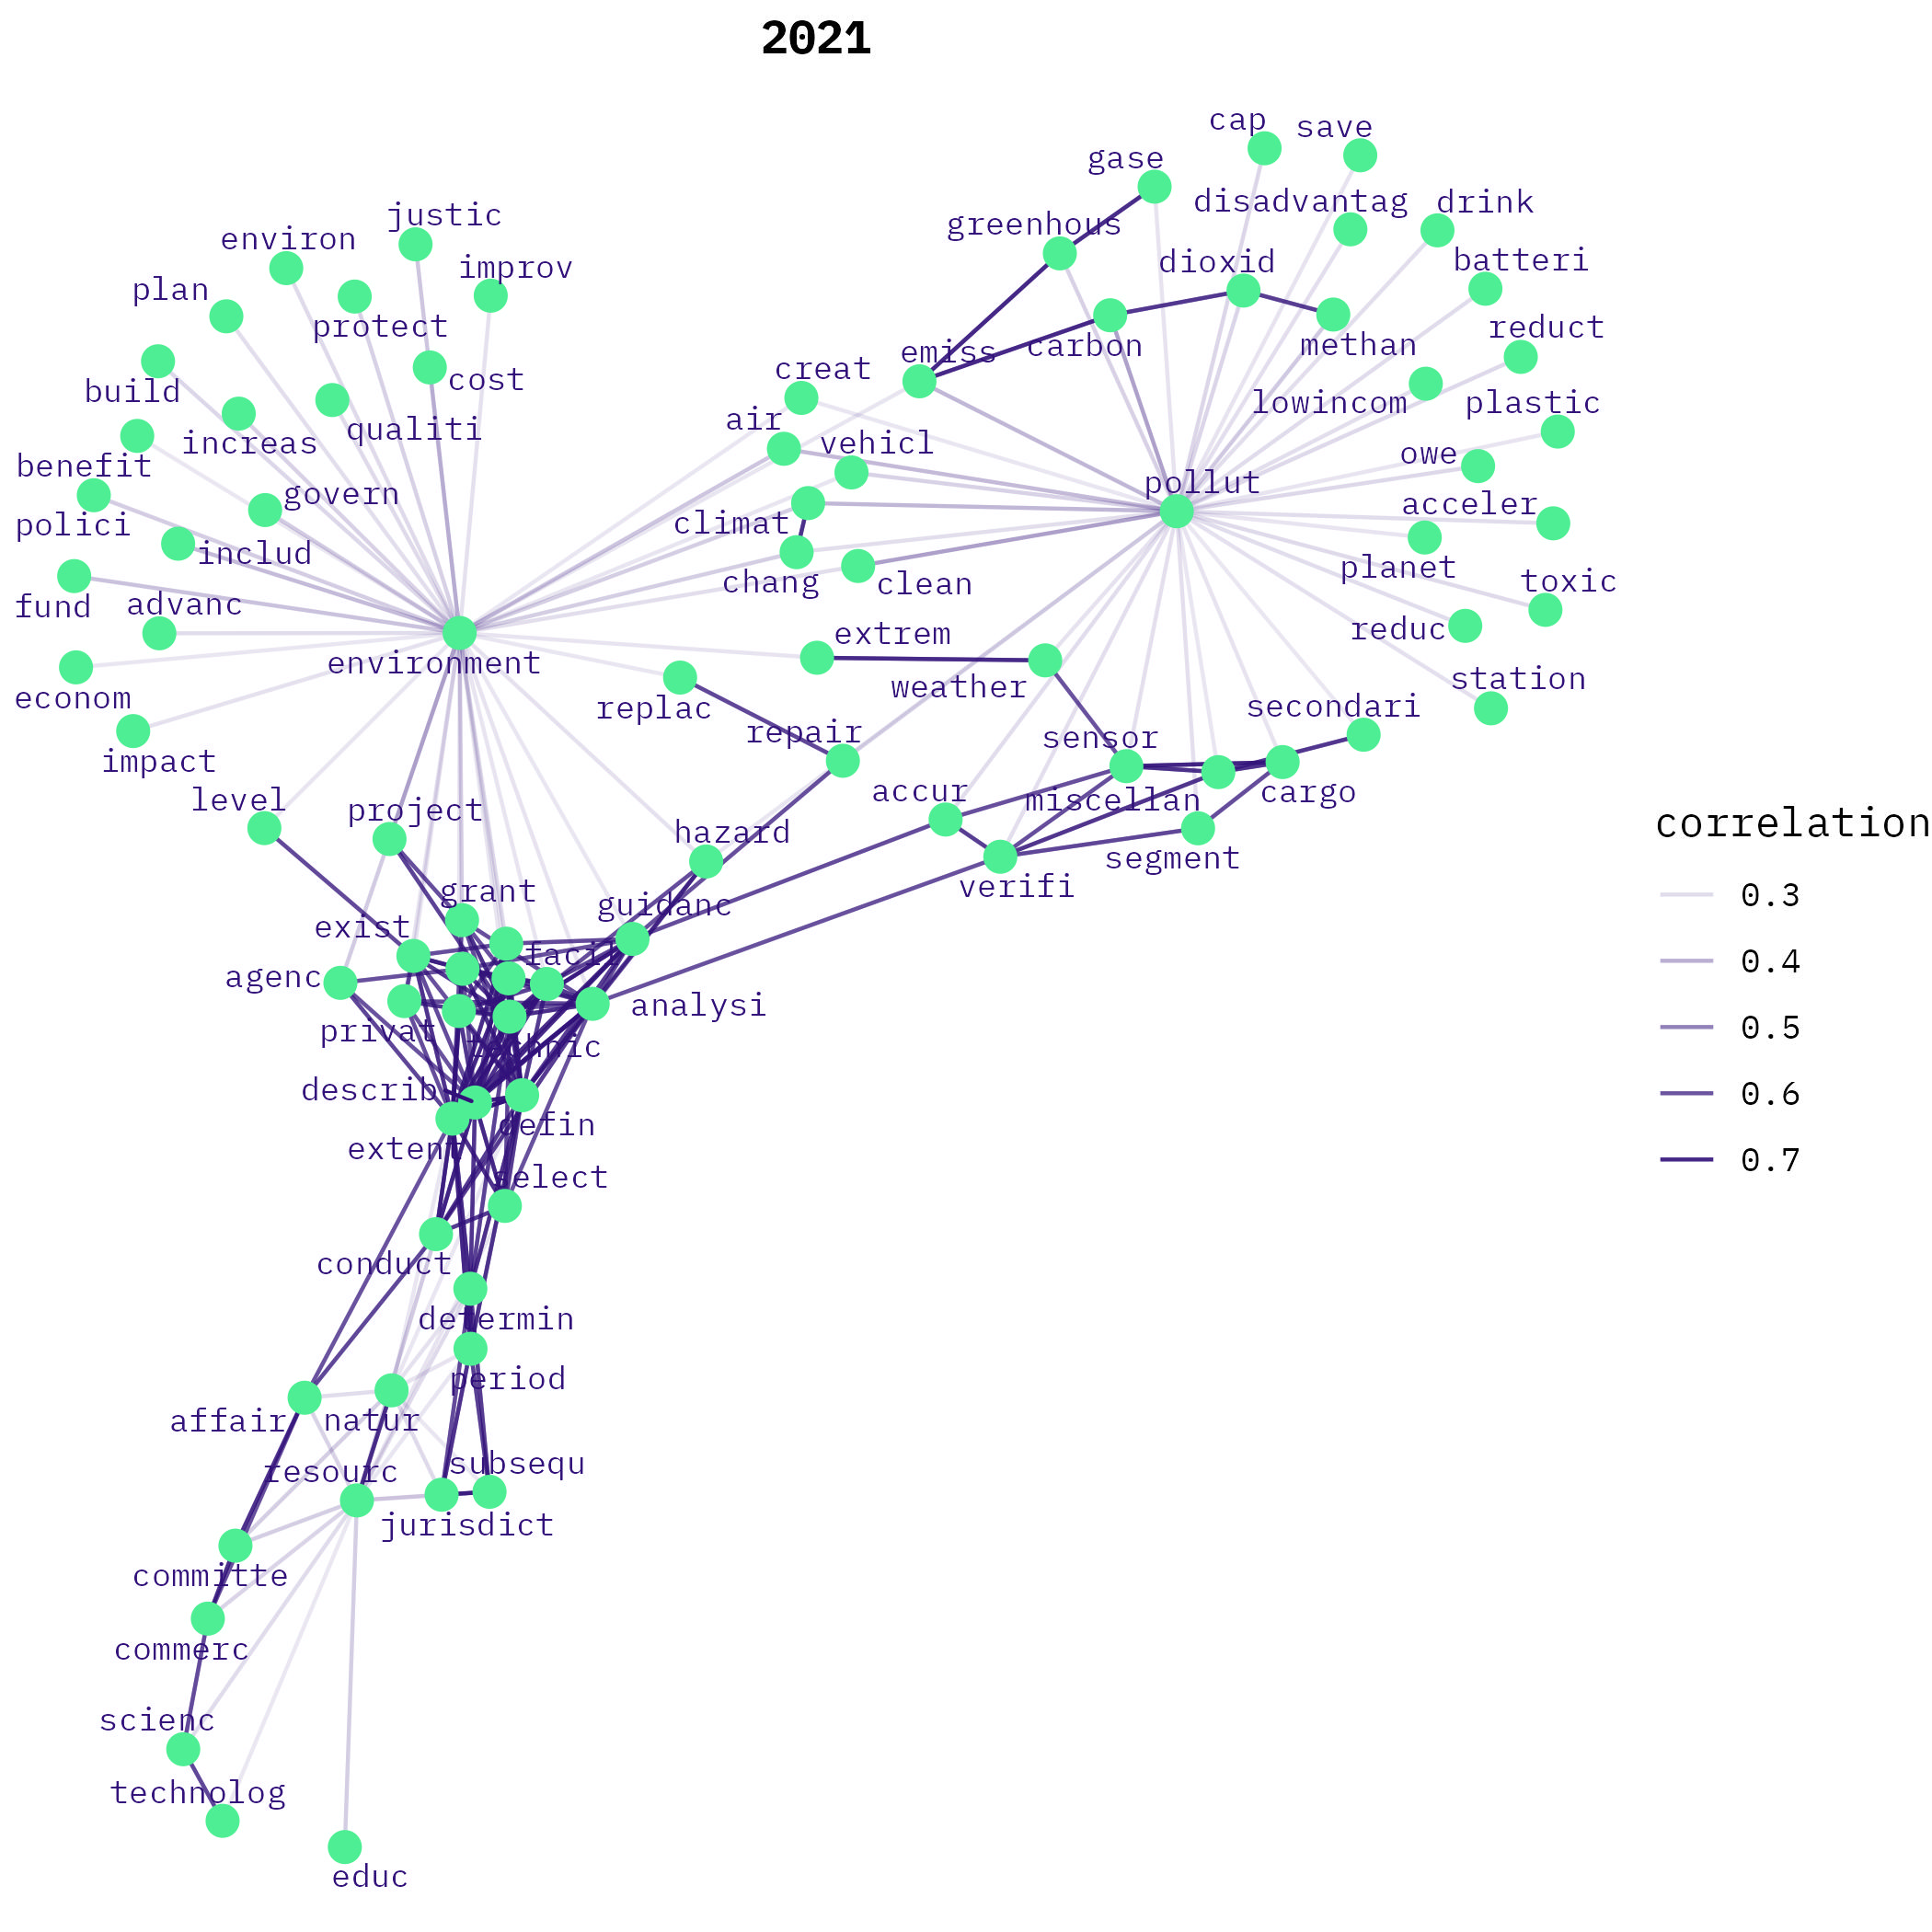 2021
cap
save
gase
disadvantag
drink
justic
greenhous
environ
dioxid
batteri
improv
plan
protect
reduct
methan
carbon
emiss
creat
cost
build
lowincom
plastic
air
qualiti
increas
vehicl
owe
benefit
pollut
govern
acceler
climat
polici
includ
planet
toxic
chang
clean
fund
advanc
extrem
reduc
environment
station
weather
econom
replac
secondari
repair
sensor
impact
accur
cargo
level
miscellan
project
correlation
hazard
segment
verifi
grant
0.3
guidanc
exist
facil
0.4
agenc
analysi
0.5
privat
technic
describ
0.6
defin
extent
0.7
select
conduct
determin
period
affair
natur
subsequ
resourc
jurisdict
committe
commerc
scienc
technolog
educ